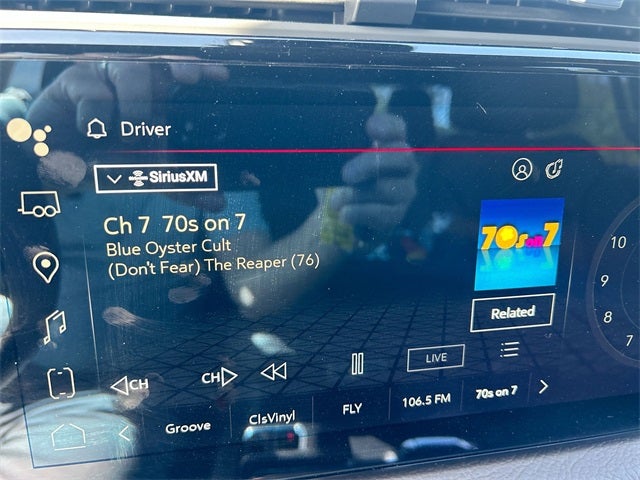 Driver
SiriusXM
Ch 7 70s on 7
Blue Oyster Cult
(Don't Fear) The Reaper (76)
70s on 7
Related
10
9
8
7
CH
CH
LIVE
Groove
ClsVinyl
FLY
106.5 FM
70s on 7